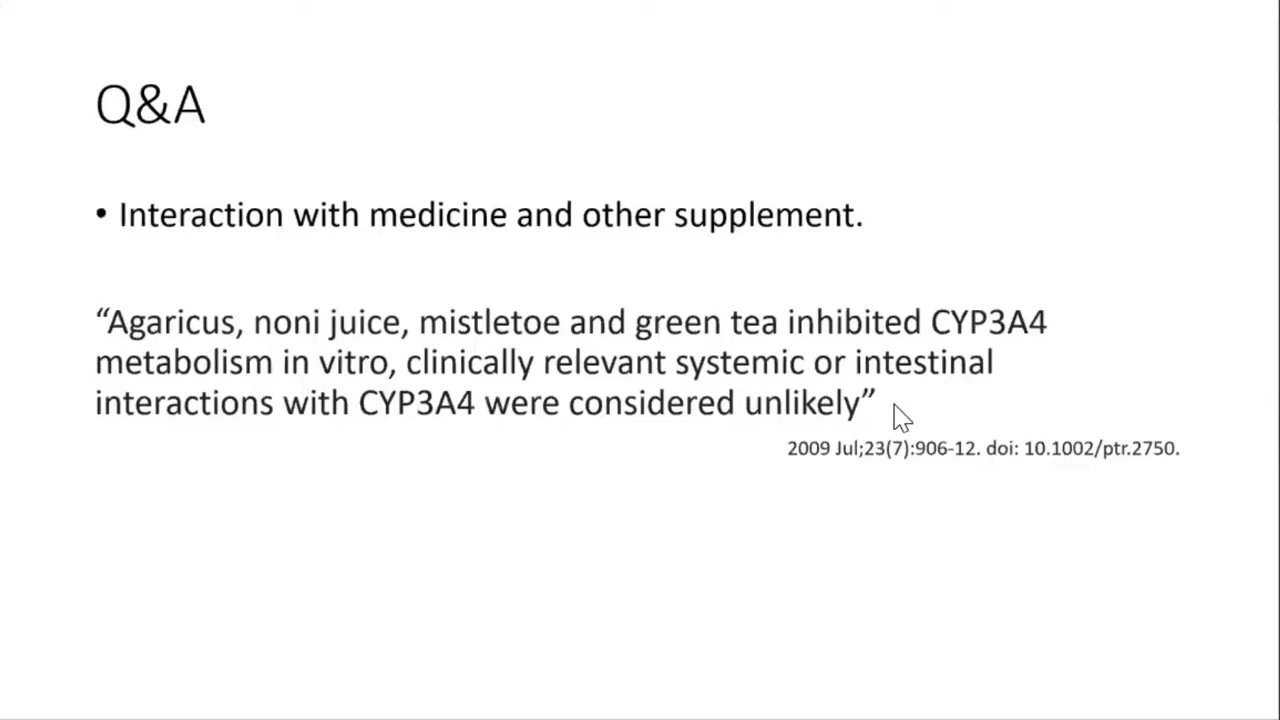 Q&A
• Interaction with medicine and other supplement.
“Agaricus, noni juice, mistletoe and green tea inhibited CYP3A4
metabolism in vitro, clinically relevant systemic or intestinal
interactions with CYP3A4 were considered unlikely”
2009 Jul;23(7):906-12. doi: 10.1002/ptr.2750.